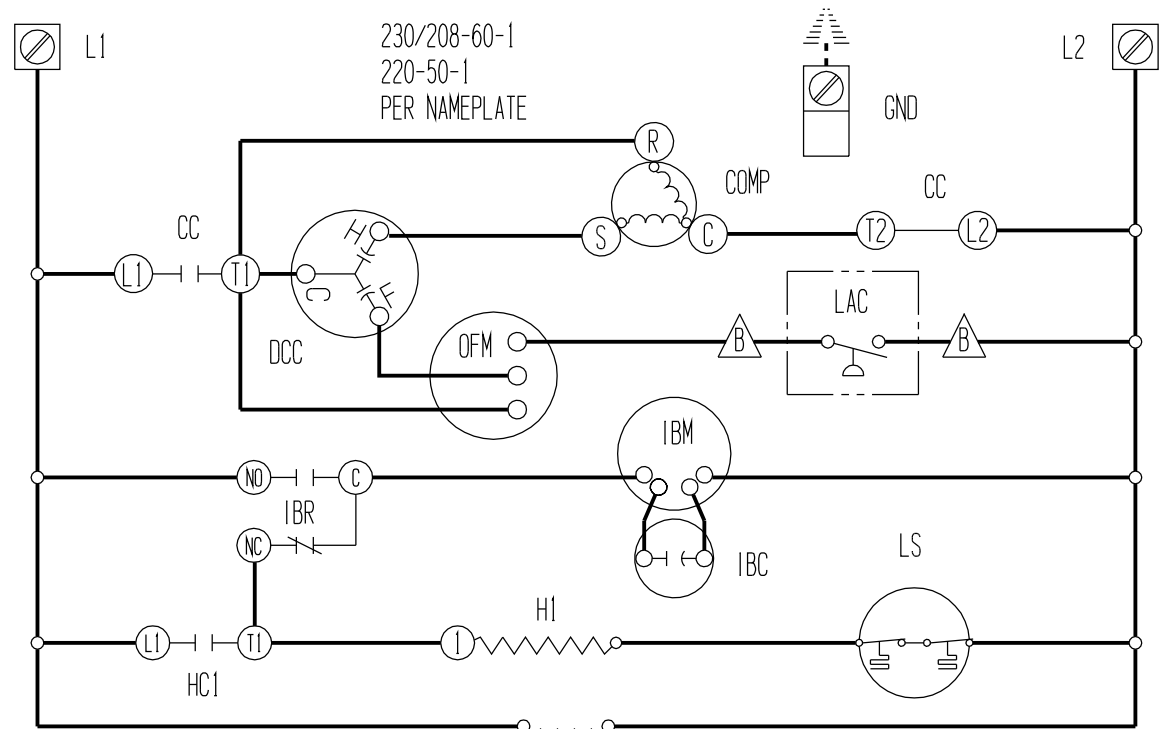 L1
230/208-60-1
220-50-1
PER NAMEPLATE
L2
GND
R
COMP
CC
CC
H
S
C
T2
L2
L1
T1
C
F
LAC
DCC
OFM
B
B
IBM
NO
C
IBR
NC
IBC
LS
H1
L1
T1
1
HC1